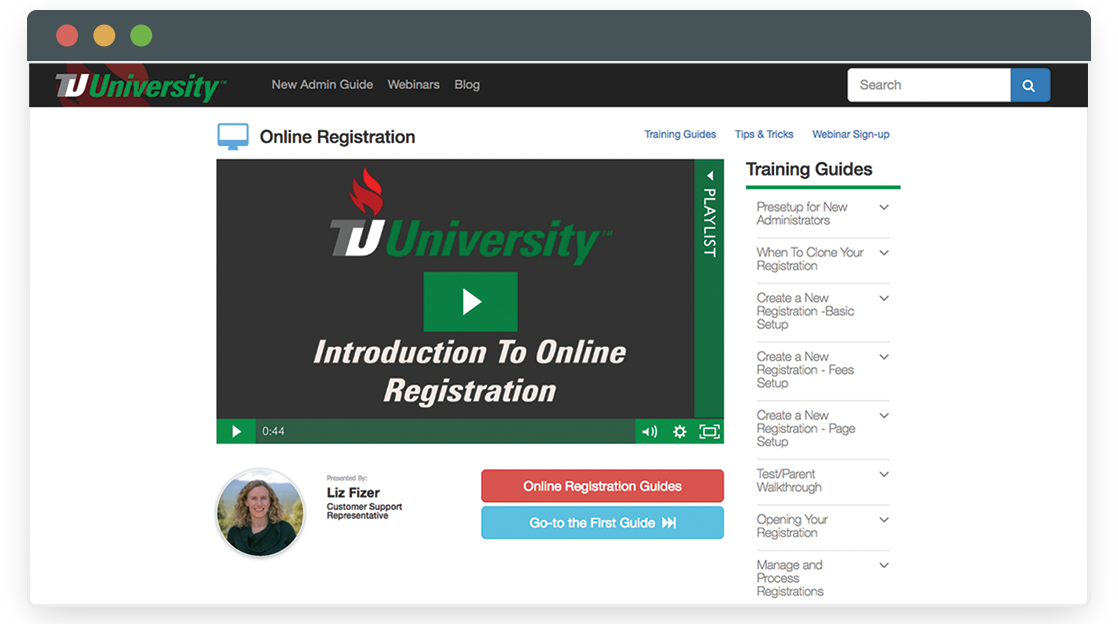 TU University™
New Admin Guide Webinars Blog
Search
Online Registration
Training Guides Tips & Tricks Webinar Sign-up
TU University™
PLAYLIST
Introduction To Online
Registration
0:44
Presented By:
Liz Fizer
Customer Support
Representative
Online Registration Guides
Go-to the First Guide
Training Guides
Presetup for New
Administrators
When To Clone Your
Registration
Create a New
Registration -Basic
Setup
Create a New
Registration - Fees
Setup
Create a New
Registration - Page
Setup
Test/Parent
Walkthrough
Opening Your
Registration
Manage and
Process
Registrations